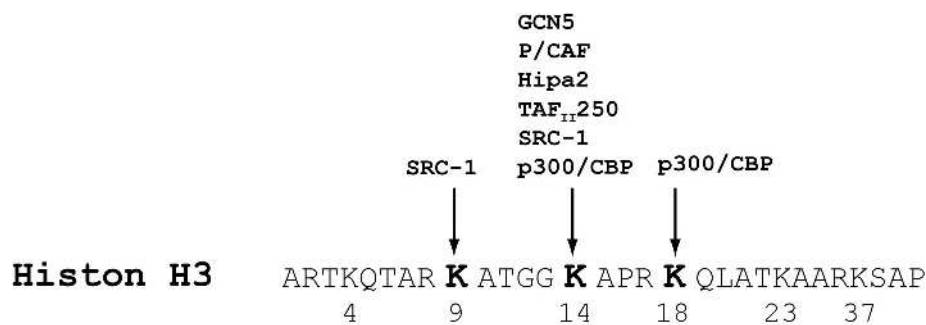 GCN5
P/CAF
Hipa2
TAFII250
SRC-1
SRC-1 p300/CBP p300/CBP
Histon H3 ARTKQTAR K ATGG K APR K QLATKAARKSAP
4 9 14 18 23 37